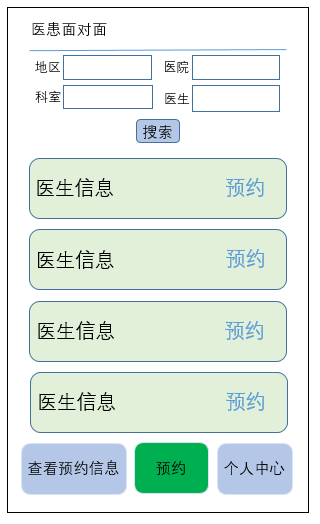 医患面对面
地区 医院
科室 医生
搜索
医生信息 预约
医生信息 预约
医生信息 预约
医生信息 预约
查看预约信息 预约 个人中心